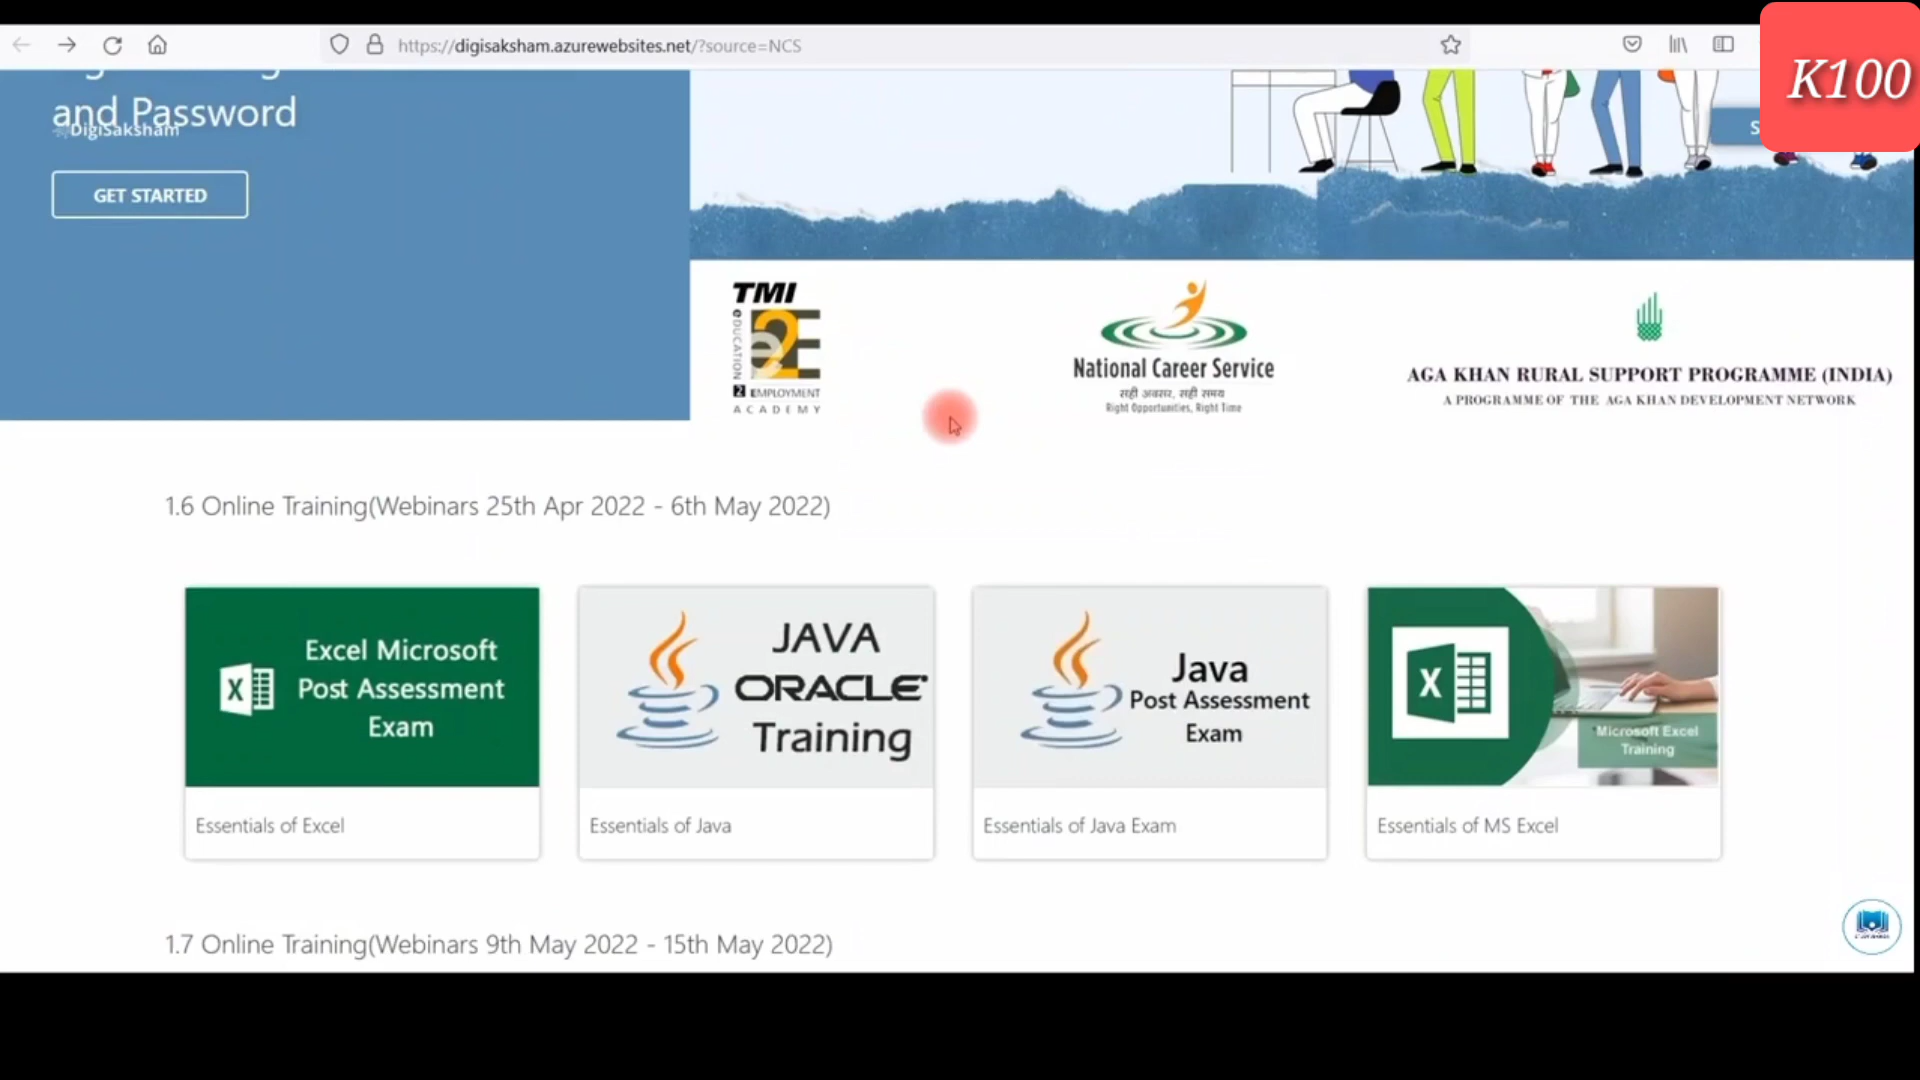 https://digisaksham.azurewebsites.net/?source=NCS
K100
and Password
DigiSaksham
GET STARTED
TMI
eDUCATION
e2E
2 EMPLOYMENT
ACADEMY
National Career Service
सही अवसर, सही समय
Right Opportunities, Right Time
AGA KHAN RURAL SUPPORT PROGRAMME (INDIA)
A PROGRAMME OF THE AGA KHAN DEVELOPMENT NETWORK
1.6 Online Training(Webinars 25th Apr 2022 - 6th May 2022)
Excel Microsoft
Post Assessment
Exam
JAVA
ORACLE
Training
Java
Post Assessment
Exam
X
Microsoft Excel
Training
Essentials of Excel
Essentials of Java
Essentials of Java Exam
Essentials of MS Excel
1.7 Online Training(Webinars 9th May 2022 - 15th May 2022)